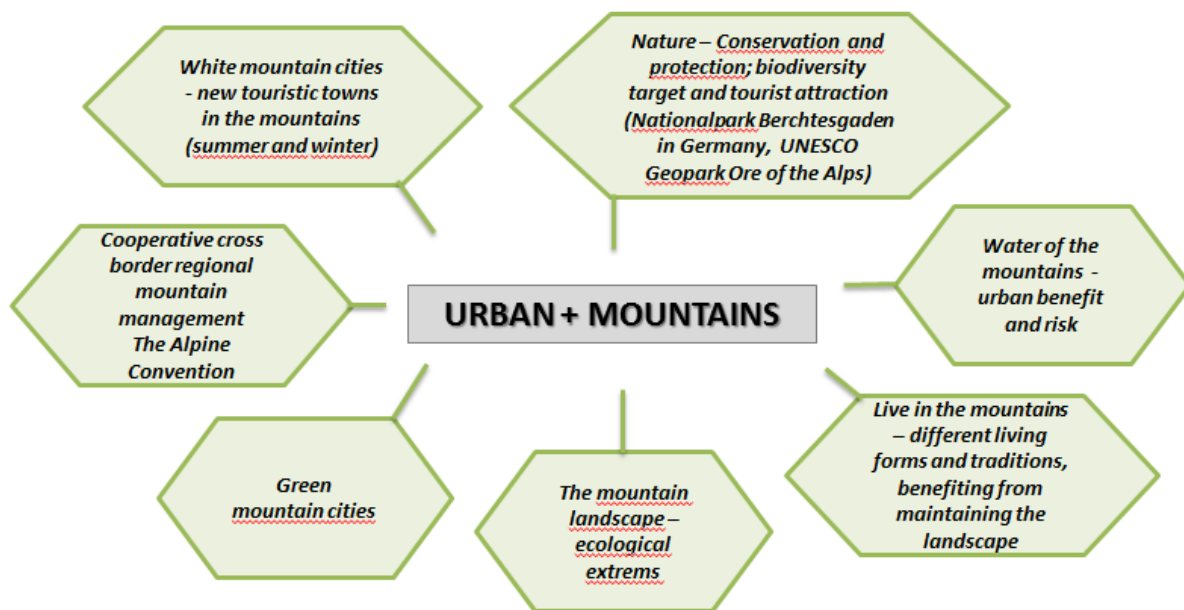 White mountain cities
- new touristic towns
in the mountains
(summer and winter)
Nature – Conservation and
protection; biodiversity
target and tourist attraction
(Nationalpark Berchtesgaden
in Germany, UNESCO
Geopark Ore of the Alps)
Cooperative cross
border regional
mountain
management
The Alpine
Convention
URBAN + MOUNTAINS
Water of the
mountains -
urban benefit
and risk
Green
mountain cities
The mountain
landscape –
ecological
extrems
Live in the mountains
– different living
forms and traditions,
benefiting from
maintaining the
landscape